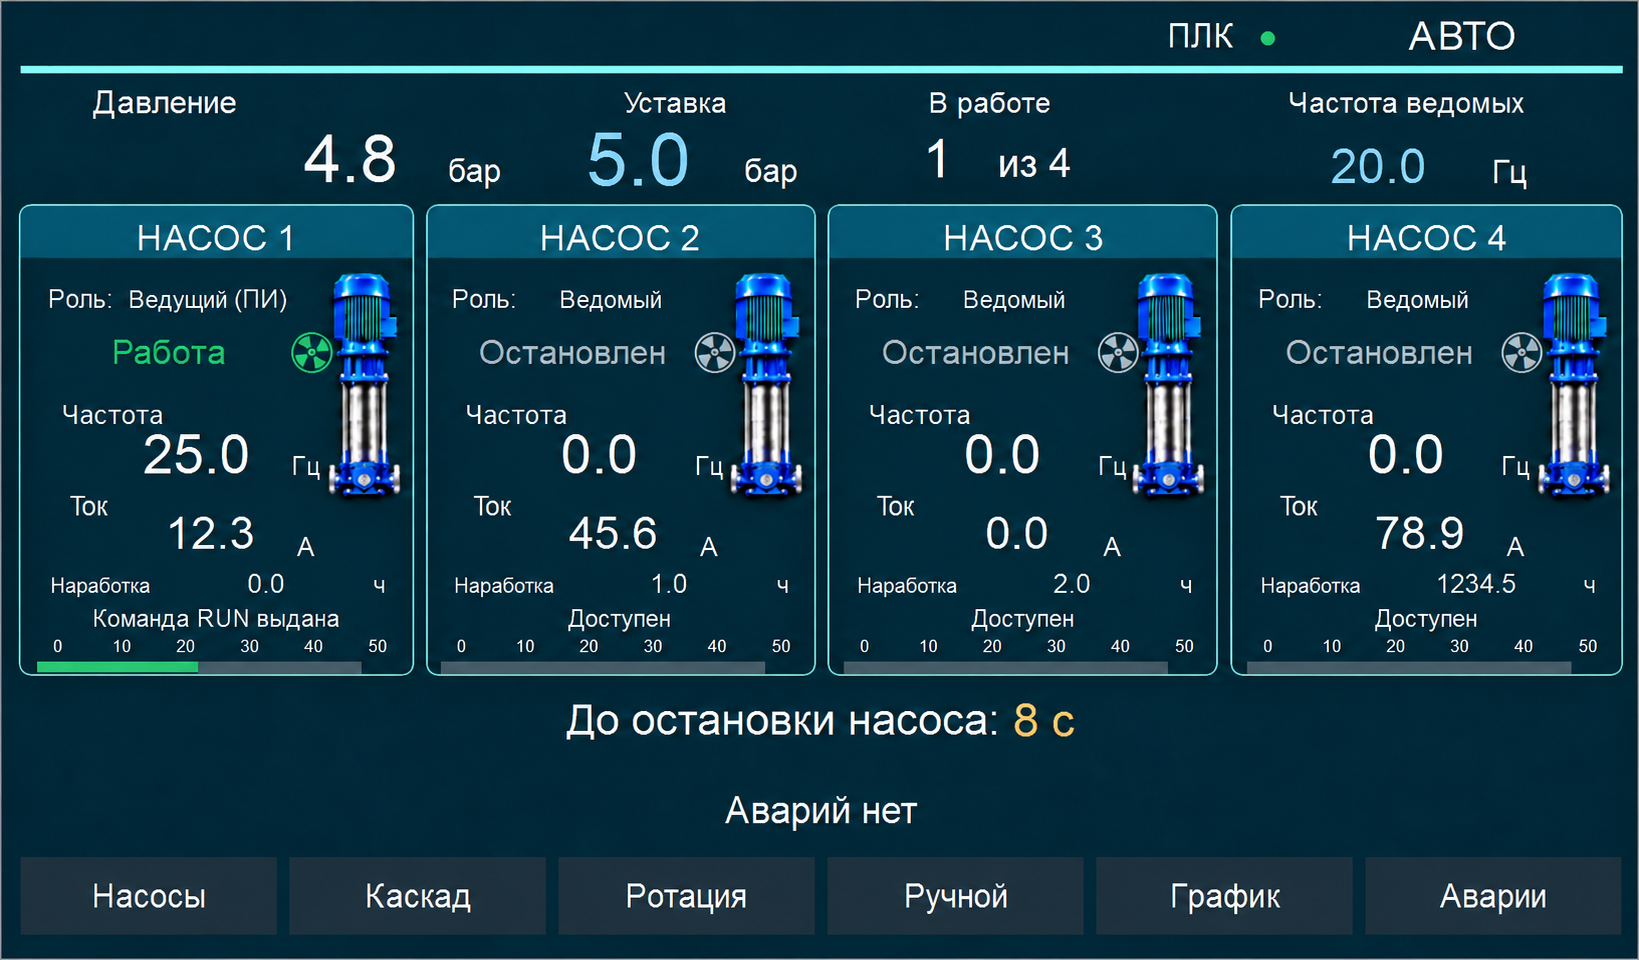 ПЛК АВТО
Давление Уставка В работе Частота ведомых
4.8 бар 5.0 бар 1 из 4 20.0 Гц
НАСОС 1 НАСОС 2 НАСОС 3 НАСОС 4
Роль: Ведущий (ПИ) Роль: Ведомый Роль: Ведомый Роль: Ведомый
Работа Остановлен Остановлен Остановлен
Частота Частота Частота Частота
25.0 Гц 0.0 Гц 0.0 Гц 0.0 Гц
Ток Ток Ток Ток
12.3 А 45.6 А 0.0 А 78.9 А
Наработка 0.0 ч Наработка 1.0 ч Наработка 2.0 ч Наработка 1234.5 ч
Команда RUN выдана Доступен Доступен Доступен
0 10 20 30 40 50 0 10 20 30 40 50 0 10 20 30 40 50 0 10 20 30 40 50
До остановки насоса: 8 с
Аварий нет
Насосы Каскад Ротация Ручной График Аварии